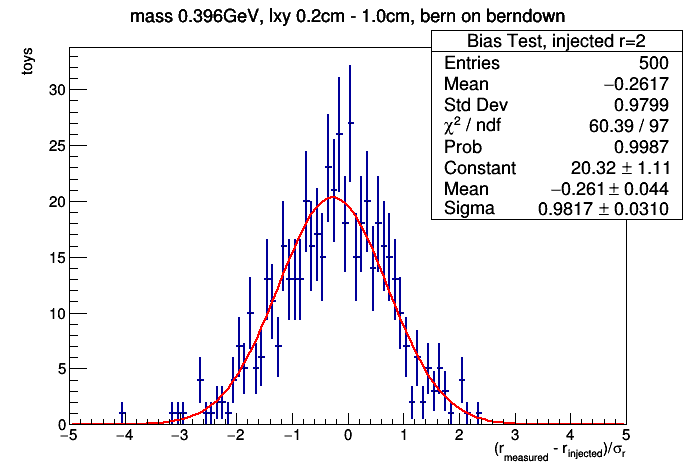 mass 0.396GeV, lxy 0.2cm - 1.0cm, bern on berndown
toys
Bias Test, injected r=2
Entries 500
Mean −0.2617
Std Dev 0.9799
χ² / ndf 60.39 / 97
Prob 0.9987
Constant 20.32 ± 1.11
Mean −0.261 ± 0.044
Sigma 0.9817 ± 0.0310
30
25
20
15
10
5
0
−5 −4 −3 −2 −1 0 1 2 3 4 5
(r_measured - r_injected)/σ_r